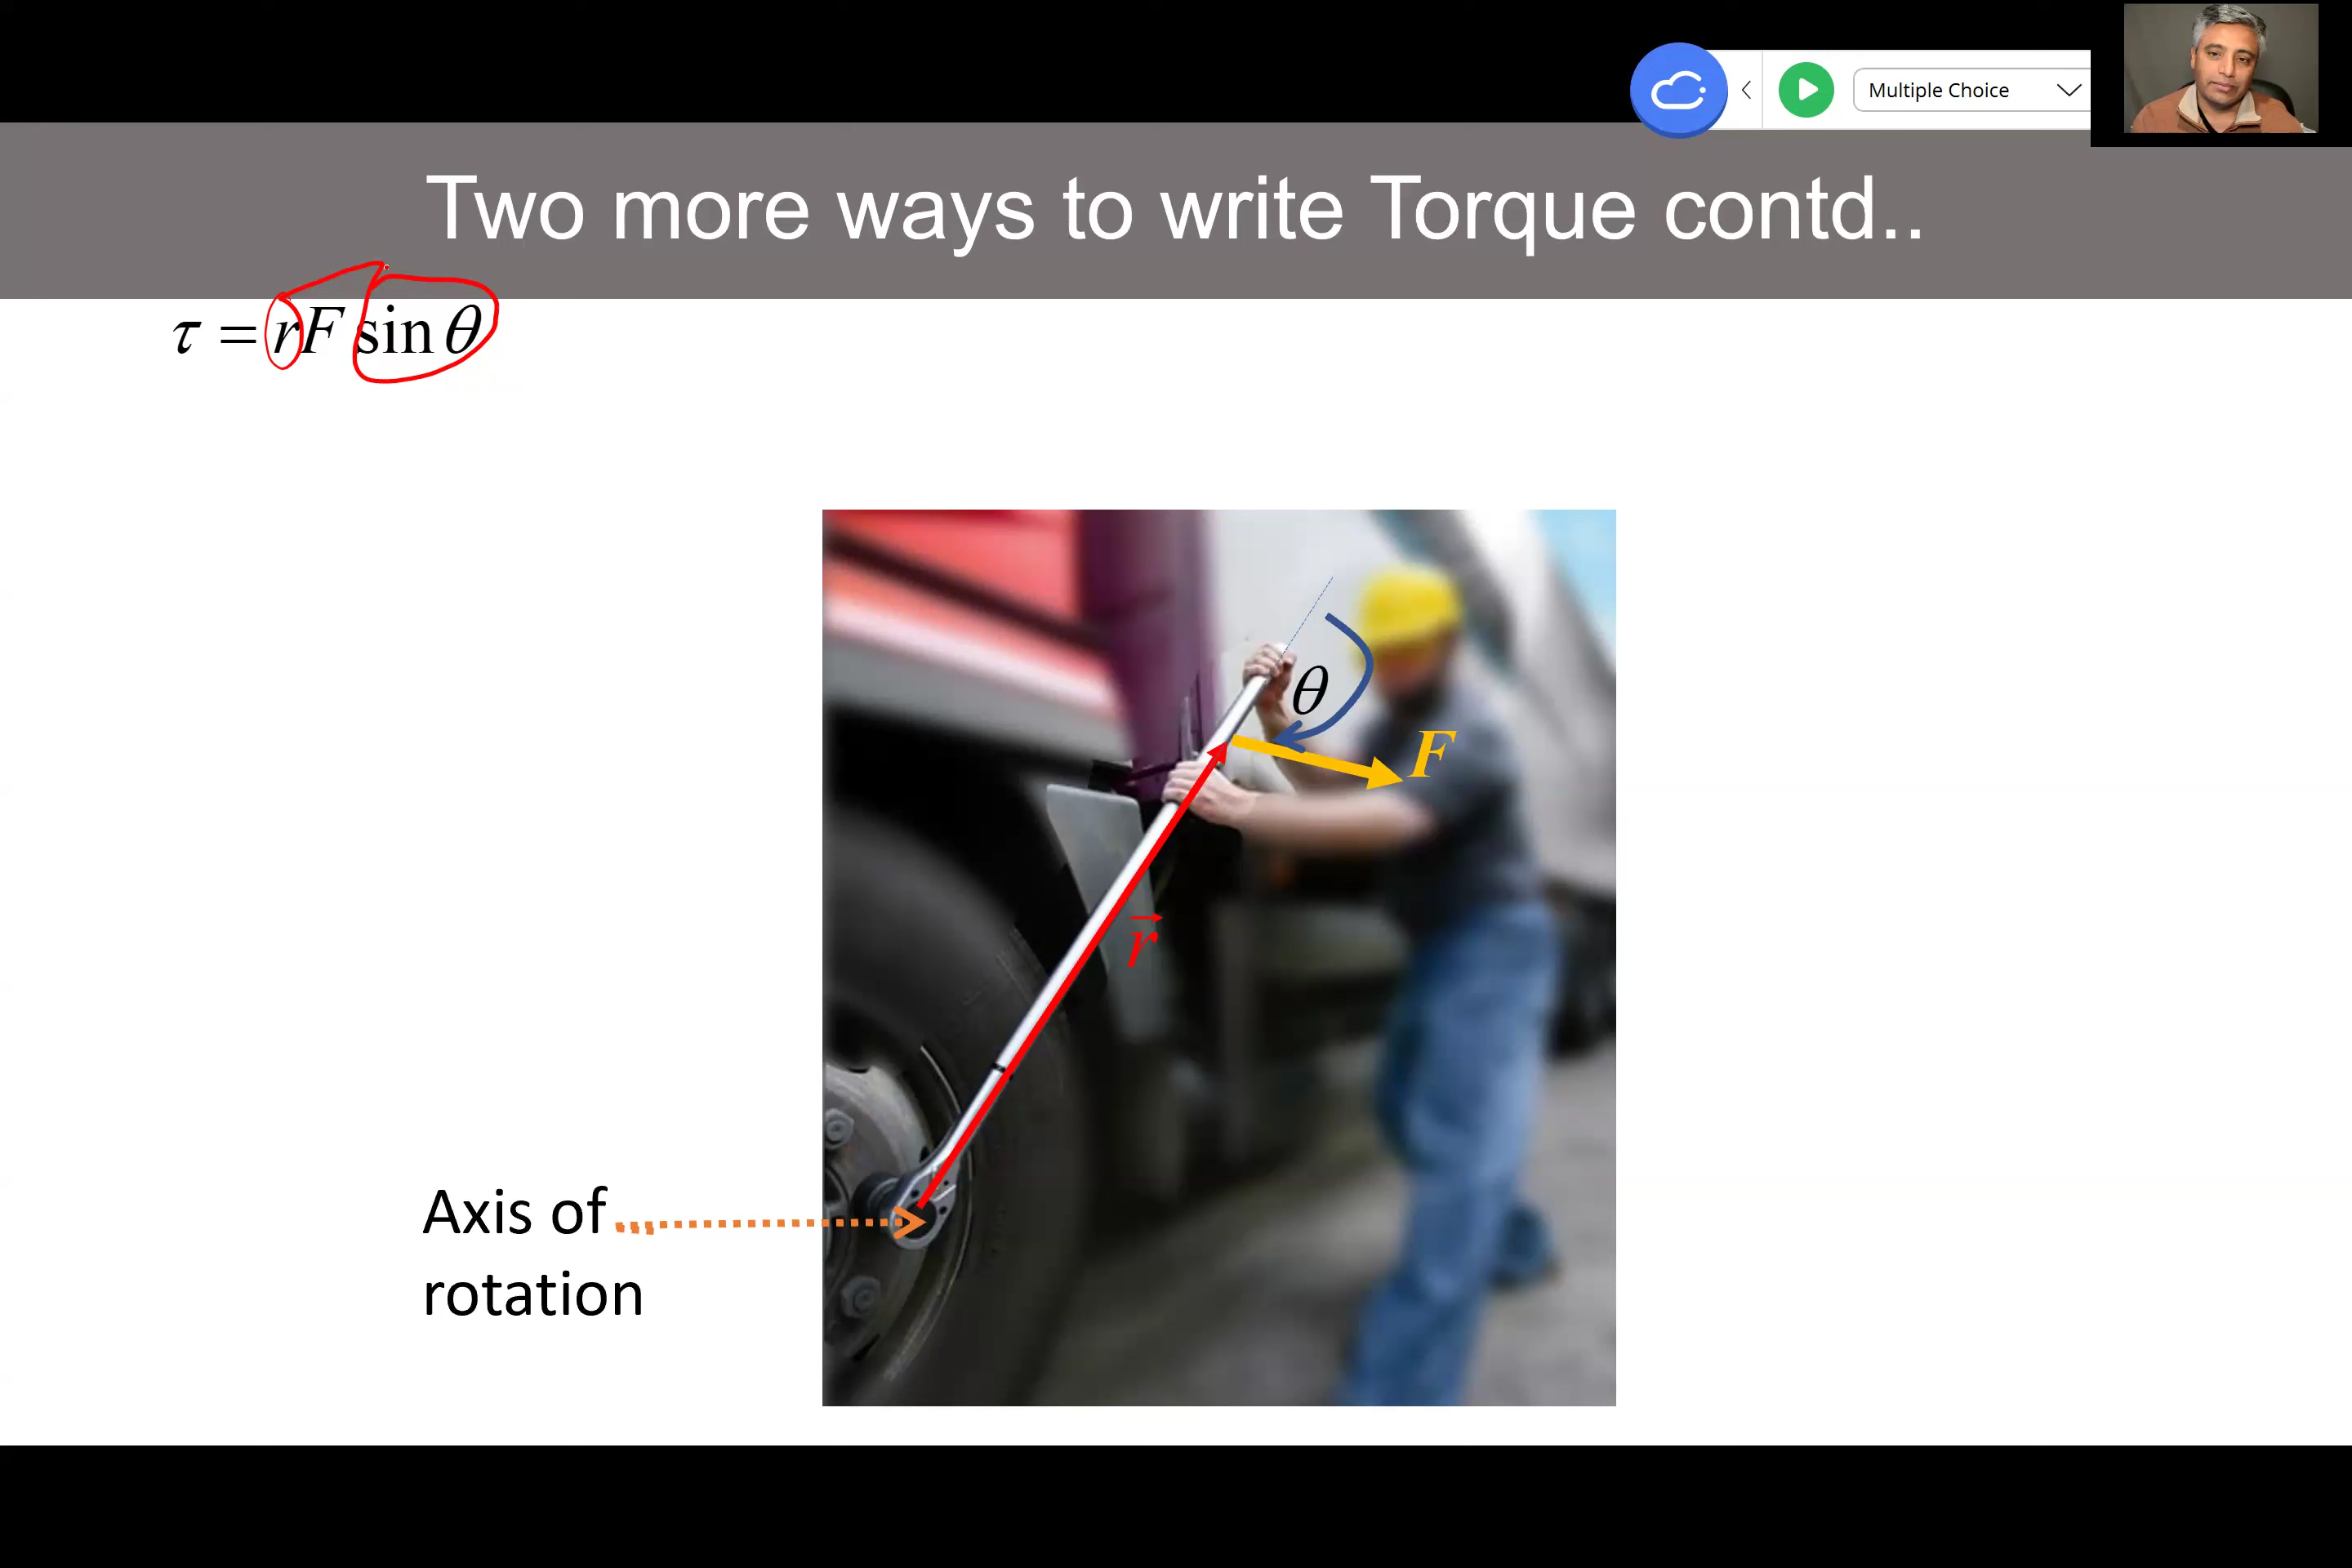 Multiple Choice
Two more ways to write Torque contd..
τ = rF sin θ
θ
F
r⃗
Axis of
rotation